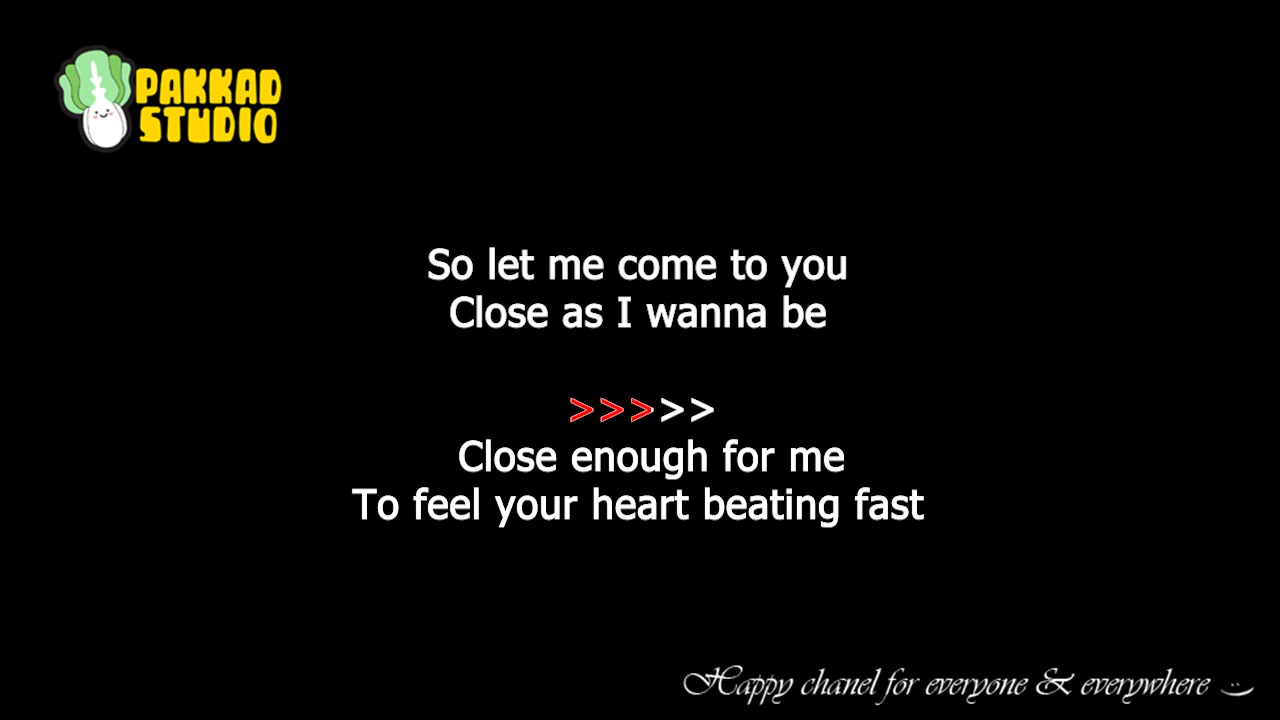 PAKKAD
STUDIO
So let me come to you
Close as I wanna be
>>>>>
Close enough for me
To feel your heart beating fast
Happy chanel for everyone & everywhere :)